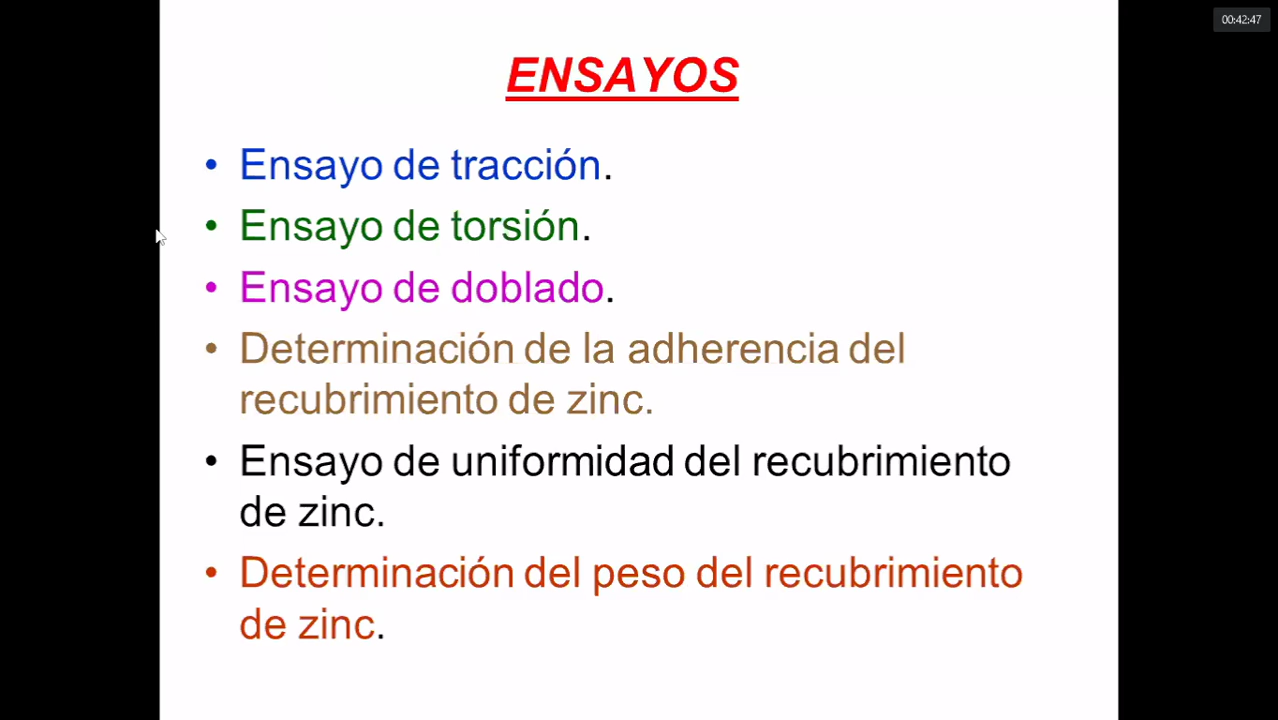 00:42:47
ENSAYOS
• Ensayo de tracción.
• Ensayo de torsión.
• Ensayo de doblado.
• Determinación de la adherencia del
recubrimiento de zinc.
• Ensayo de uniformidad del recubrimiento
de zinc.
• Determinación del peso del recubrimiento
de zinc.